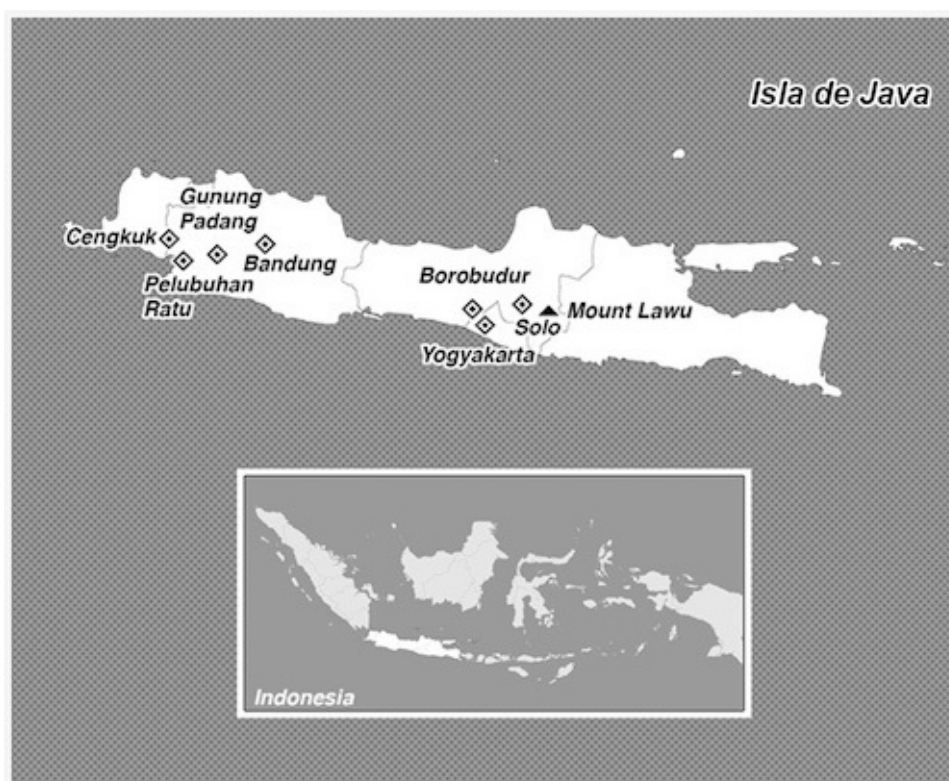 Isla de Java
Gunung
Padang
Cengkuk
Bandung
Pelubuhan
Ratu
Borobudur
Mount Lawu
Solo
Yogyakarta
Indonesia